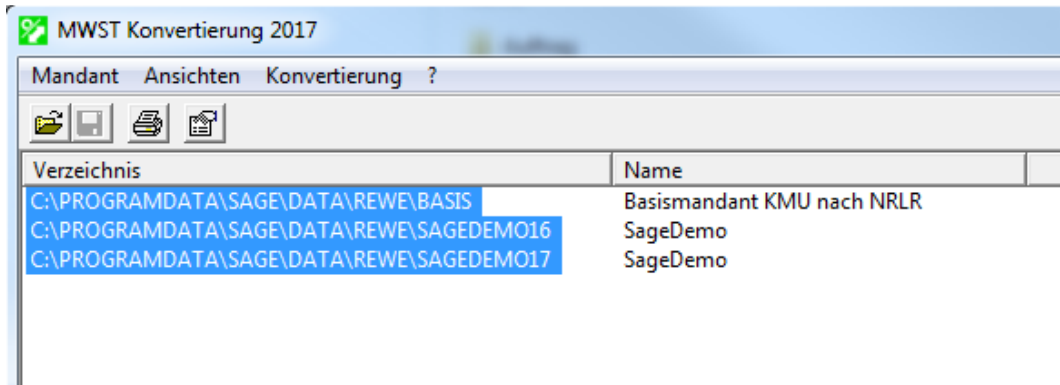 MWST Konvertierung 2017
Mandant Ansichten Konvertierung ?
Verzeichnis Name
C:\PROGRAMDATA\SAGE\DATA\REWE\BASIS Basismandant KMU nach NRLR
C:\PROGRAMDATA\SAGE\DATA\REWE\SAGEDEMO16 SageDemo
C:\PROGRAMDATA\SAGE\DATA\REWE\SAGEDEMO17 SageDemo